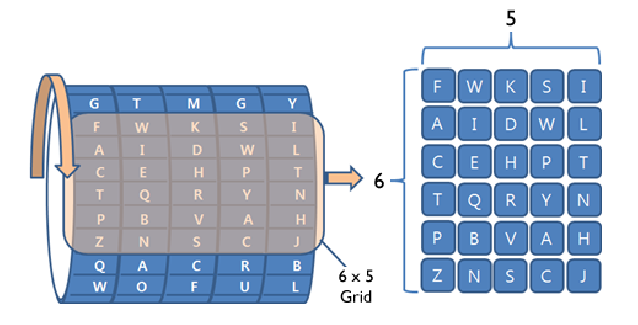 5
G T M G Y
F W K S I
A I D W L
C E H P T
T Q R Y N
P B V A H
Z N S C J
Q A C R B
W O F U L
6 x 5
Grid
6
F W K S I
A I D W L
C E H P T
T Q R Y N
P B V A H
Z N S C J